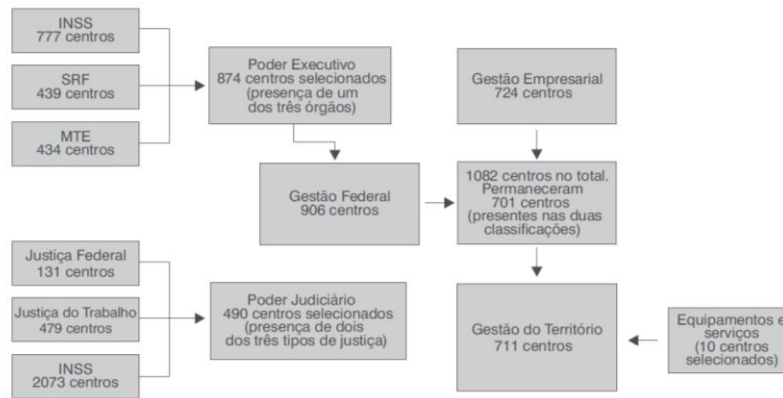 INSS
777 centros
SRF
439 centros
MTE
434 centros
Poder Executivo
874 centros selecionados
(presença de um
dos três órgãos)
Gestão Empresarial
724 centros
Gestão Federal
906 centros
1082 centros no total.
Permaneceram
701 centros
(presentes nas duas
classificações)
Justiça Federal
131 centros
Justiça do Trabalho
479 centros
INSS
2073 centros
Poder Judiciário
490 centros selecionados
(presença de dois
dos três tipos de justiça)
Gestão do Território
711 centros
Equipamentos e
serviços
(10 centros
selecionados)